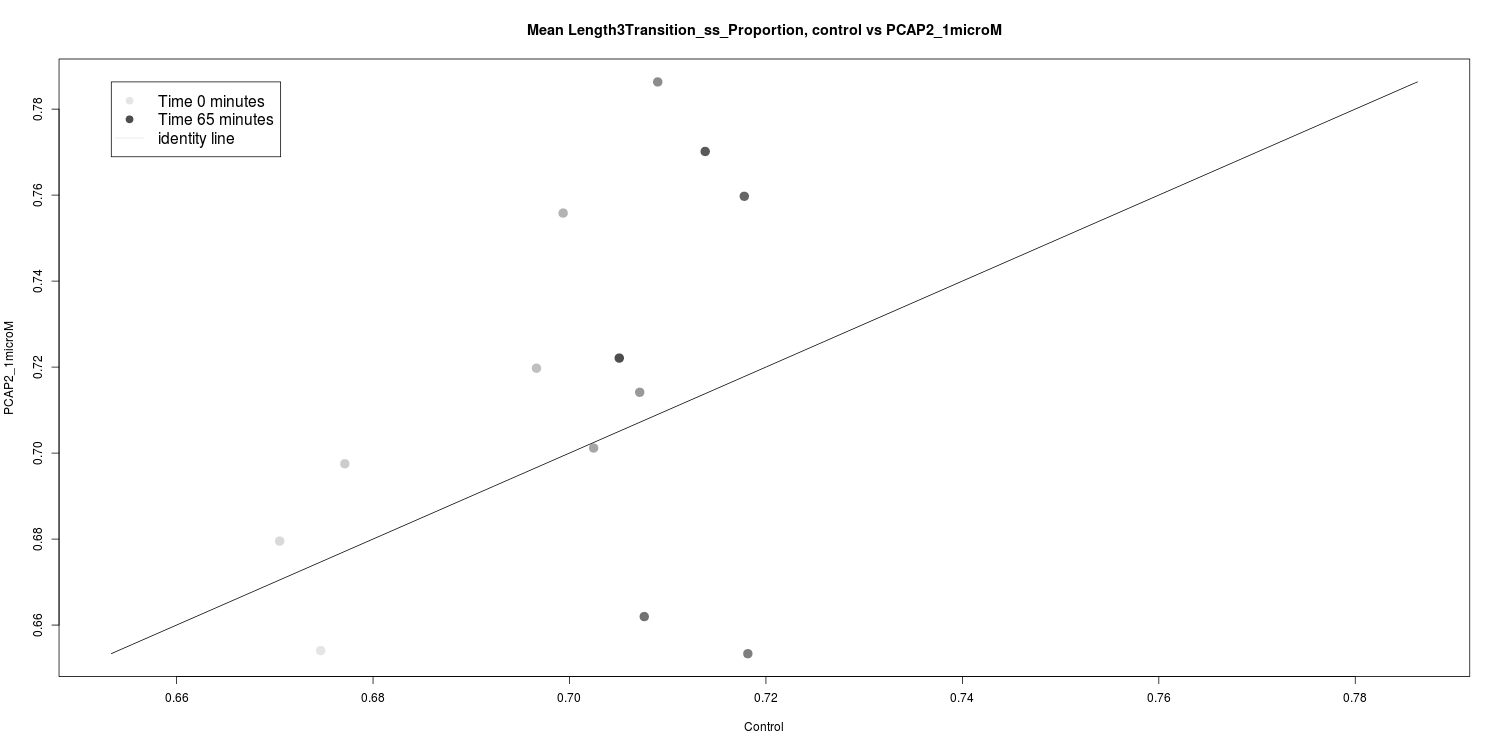 Mean Length3Transition_ss_Proportion, control vs PCAP2_1microM
Time 0 minutes
Time 65 minutes
identity line
PCAP2_1microM
0.78
0.76
0.74
0.72
0.70
0.68
0.66
0.66 0.68 0.70 0.72 0.74 0.76 0.78
Control